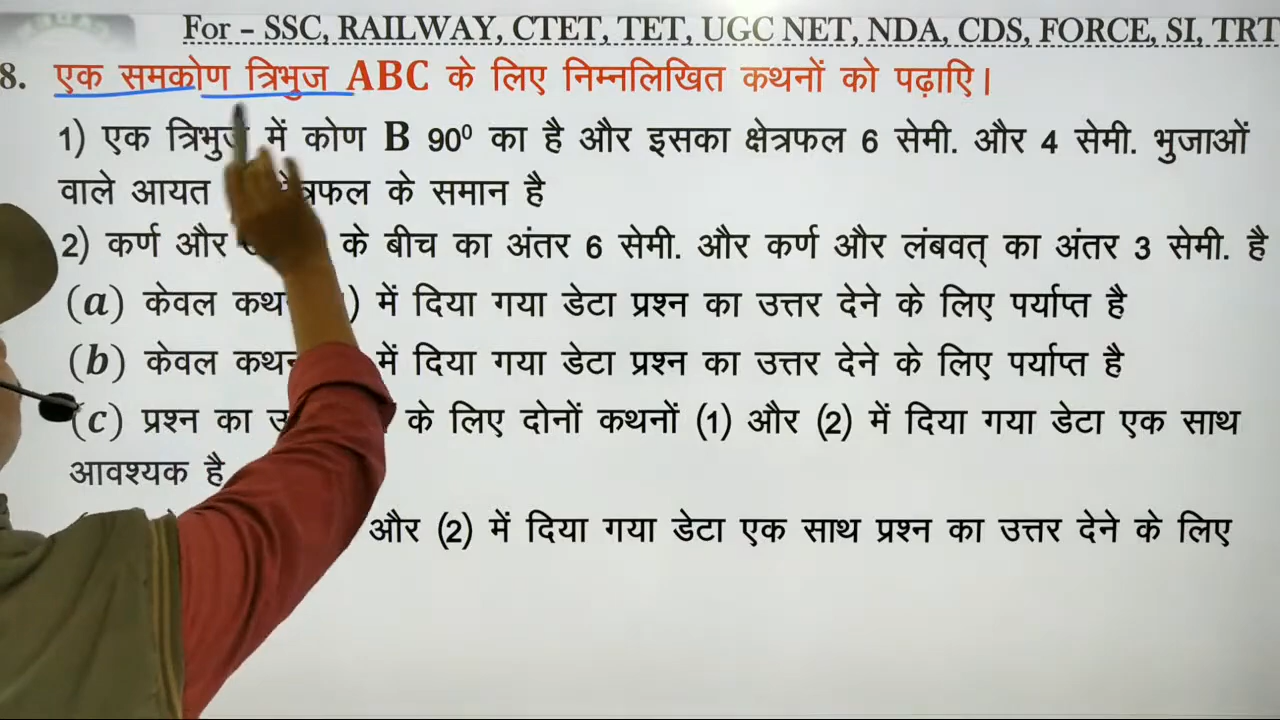 For – SSC, RAILWAY, CTET, TET, UGC NET, NDA, CDS, FORCE, SI, TRT
8. एक समकोण त्रिभुज ABC के लिए निम्नलिखित कथनों को पढ़ाएि।
1) एक त्रिभुज में कोण B 90⁰ का है और इसका क्षेत्रफल 6 सेमी. और 4 सेमी. भुजाओं
वाले आयत के समान है
2) कर्ण और के बीच का अंतर 6 सेमी. और कर्ण और लंबवत् का अंतर 3 सेमी. है
(a) केवल में दिया गया डेटा प्रश्न का उत्तर देने के लिए पर्याप्त है
(b) केवल में दिया गया डेटा प्रश्न का उत्तर देने के लिए पर्याप्त है
(c) प्रश्न का के लिए दोनों कथनों (1) और (2) में दिया गया डेटा एक साथ
आवश्यक है
और (2) में दिया गया डेटा एक साथ प्रश्न का उत्तर देने के लिए